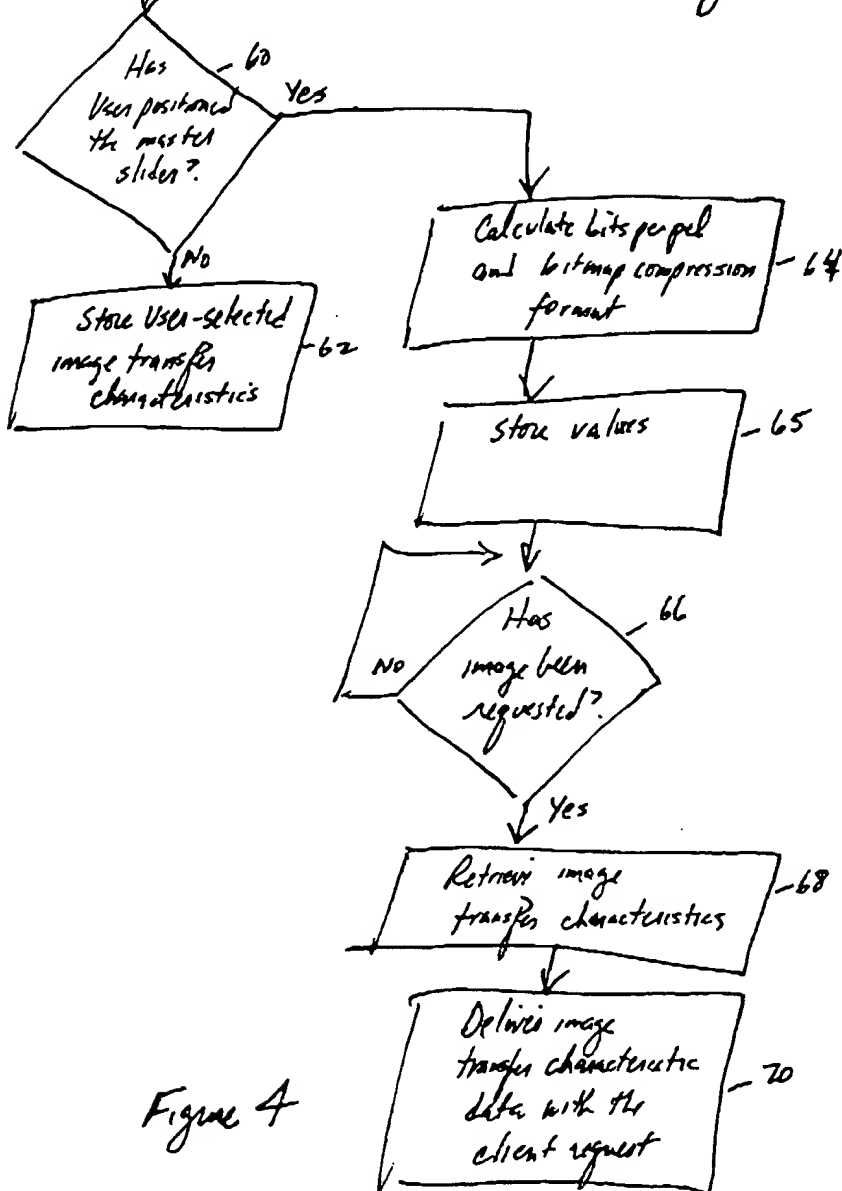 Has
User positioned
the master
slider?
60
Yes
No
Store User-selected
image transfer
characteristics
62
Calculate bits per pel
and bitmap compression
format
64
Store values
65
Has
image been
requested?
66
No
Yes
Retrieve image
transfer characteristics
68
Deliver image
transfer characteristic
data with the
client request
70
Figure 4